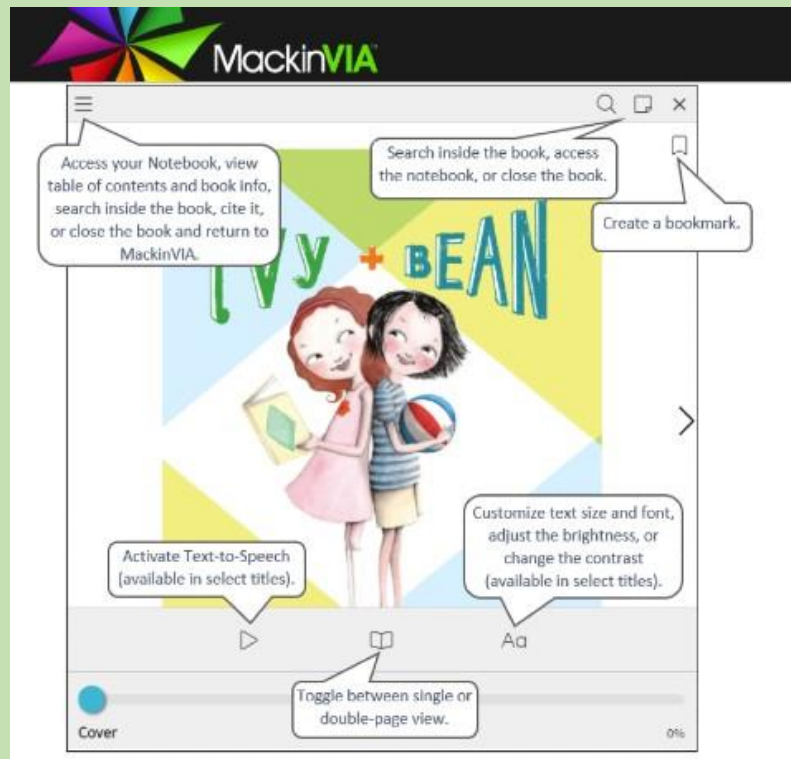 MackinVIA
Access your Notebook, view
table of contents and book info,
search inside the book, cite it,
or close the book and return to
MackinVIA.
Search inside the book, access
the notebook, or close the book.
Create a bookmark.
IVY + BEAN
Customize text size and font,
adjust the brightness, or
change the contrast
(available in select titles).
Activate Text-to-Speech
(available in select titles).
Aa
Toggle between single or
double-page view.
Cover
0%